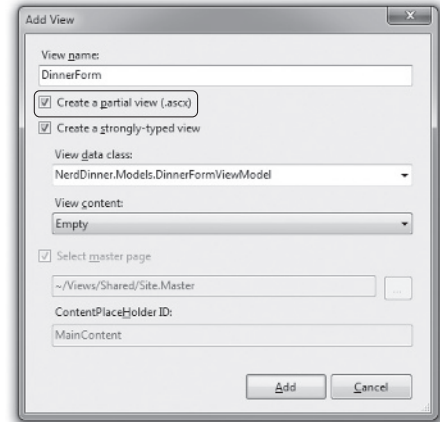 Add View
View name:
DinnerForm
Create a partial view (.ascx)
Create a strongly-typed view
View data class:
NerdDinner.Models.DinnerFormViewModel
View content:
Empty
Select master page
~/Views/Shared/Site.Master
...
ContentPlaceHolder ID:
MainContent
Add Cancel